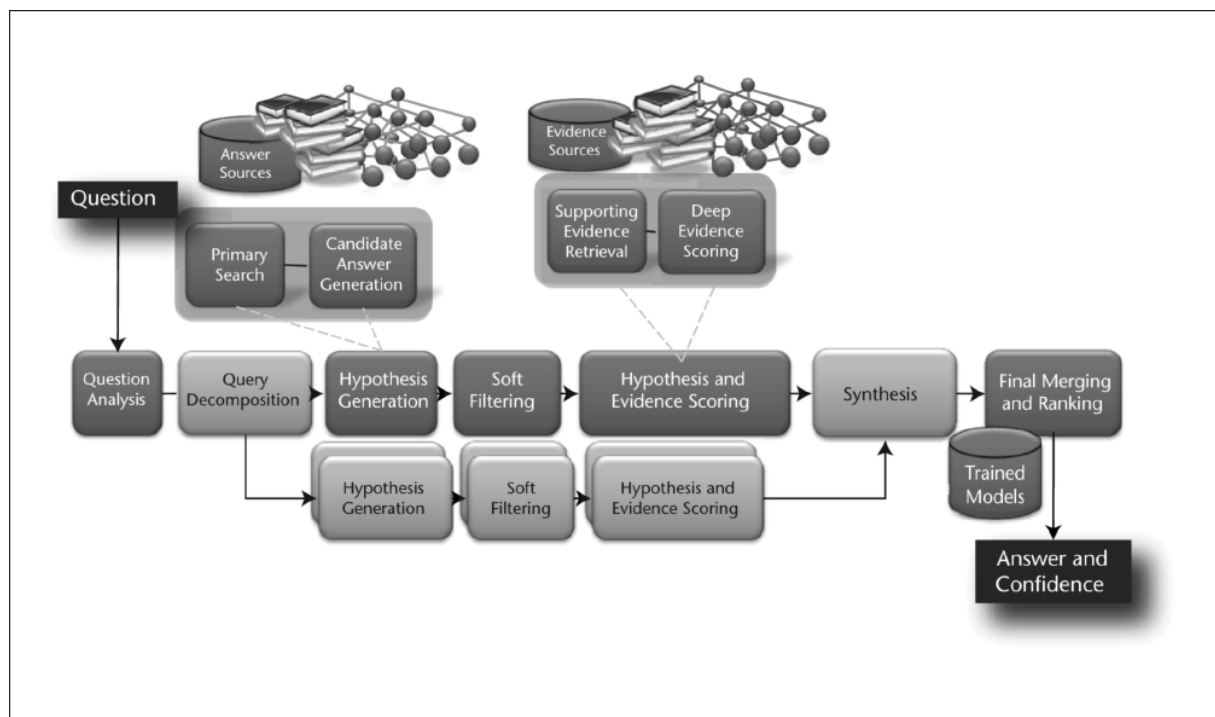 Answer
Sources
Evidence
Sources
Question
Primary
Search
Candidate
Answer
Generation
Supporting
Evidence
Retrieval
Deep
Evidence
Scoring
Question
Analysis
Query
Decomposition
Hypothesis
Generation
Soft
Filtering
Hypothesis and
Evidence Scoring
Synthesis
Final Merging
and Ranking
Hypothesis
Generation
Soft
Filtering
Hypothesis and
Evidence Scoring
Trained
Models
Answer and
Confidence